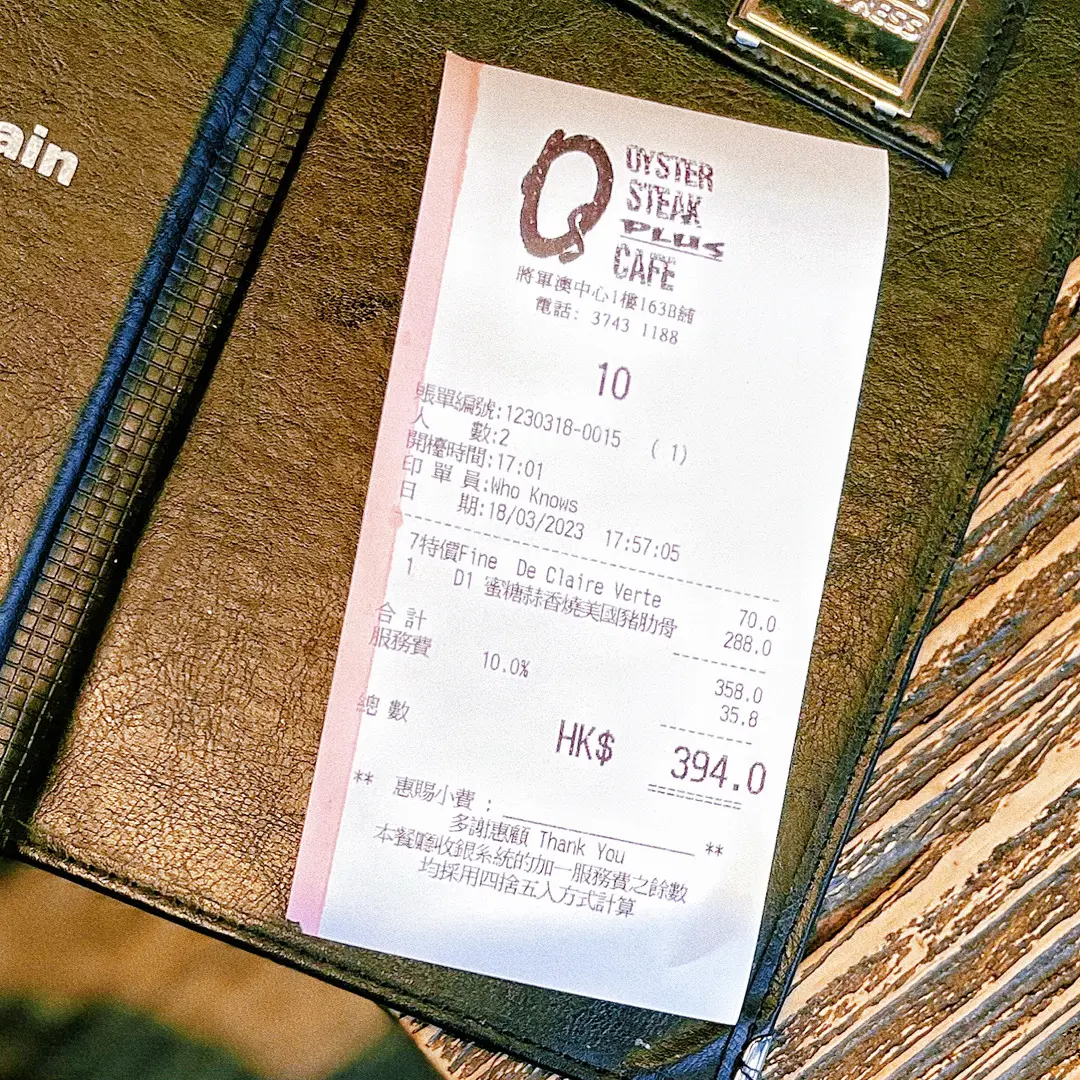 ain
RESS
OYSTER
STEAK
PLUS
CAFE
將軍澳中心1樓163B舖
電話: 3743 1188
10
賬單編號:1230318-0015 (1)
人 數:2
開檯時間:17:01
印單員:Who Knows
日 期:18/03/2023 17:57:05
7特價Fine De Claire Verte 70.0
1 D1 蜜糖蒜香燒美國豬肋骨 288.0
合計 358.0
服務費 10.0% 35.8
總數 HK$ 394.0
** 惠賜小費 : **
多謝惠顧 Thank You
本餐廳收銀系統的加一服務費之餘數
均採用四捨五入方式計算